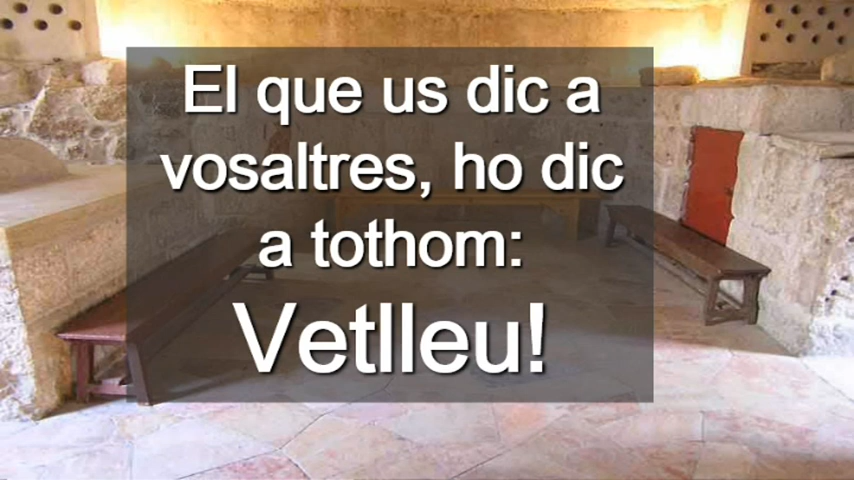 El que us dic a
vosaltres, ho dic
a tothom:
Vetlleu!